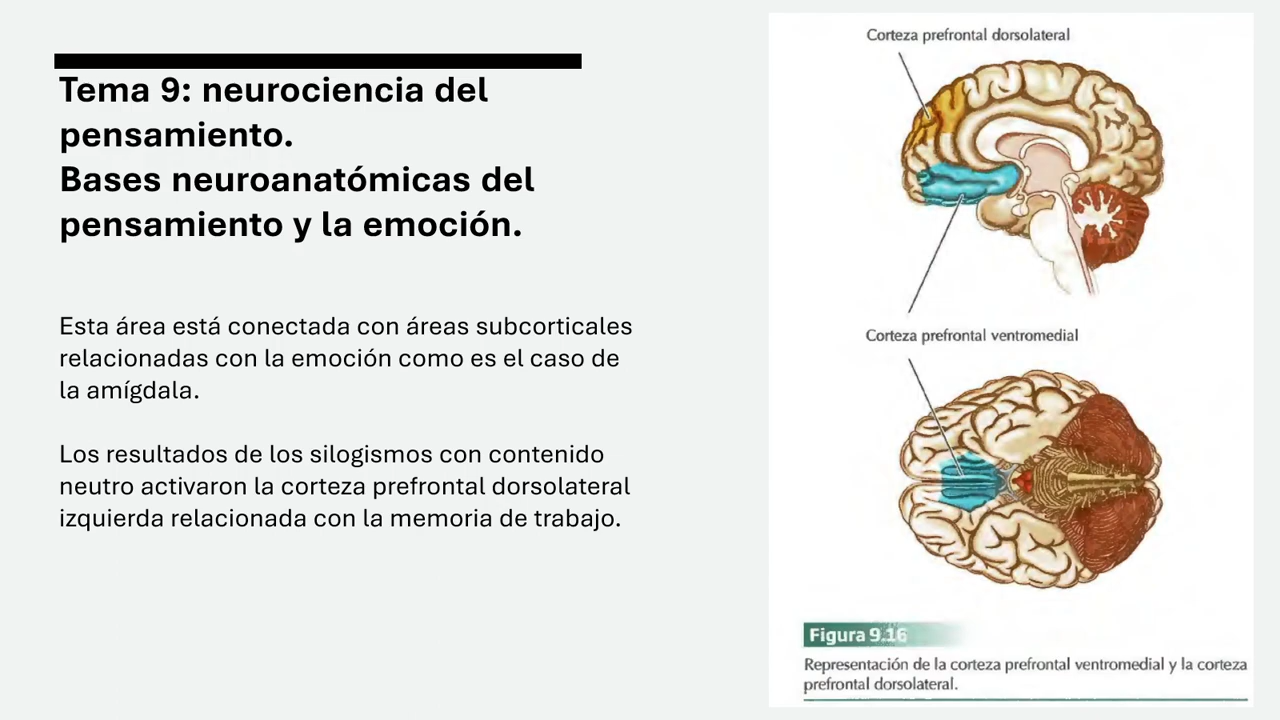 Tema 9: neurociencia del
pensamiento.
Bases neuroanatómicas del
pensamiento y la emoción.
Esta área está conectada con áreas subcorticales
relacionadas con la emoción como es el caso de
la amígdala.
Los resultados de los silogismos con contenido
neutro activaron la corteza prefrontal dorsolateral
izquierda relacionada con la memoria de trabajo.
Corteza prefrontal dorsolateral
Corteza prefrontal ventromedial
Figura 9.16
Representación de la corteza prefrontal ventromedial y la corteza
prefrontal dorsolateral.